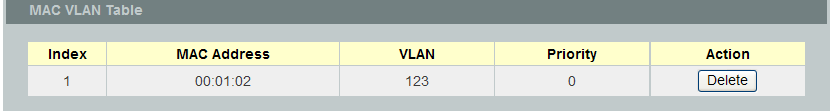 MAC VLAN Table
Index MAC Address VLAN Priority Action
1 00:01:02 123 0 Delete